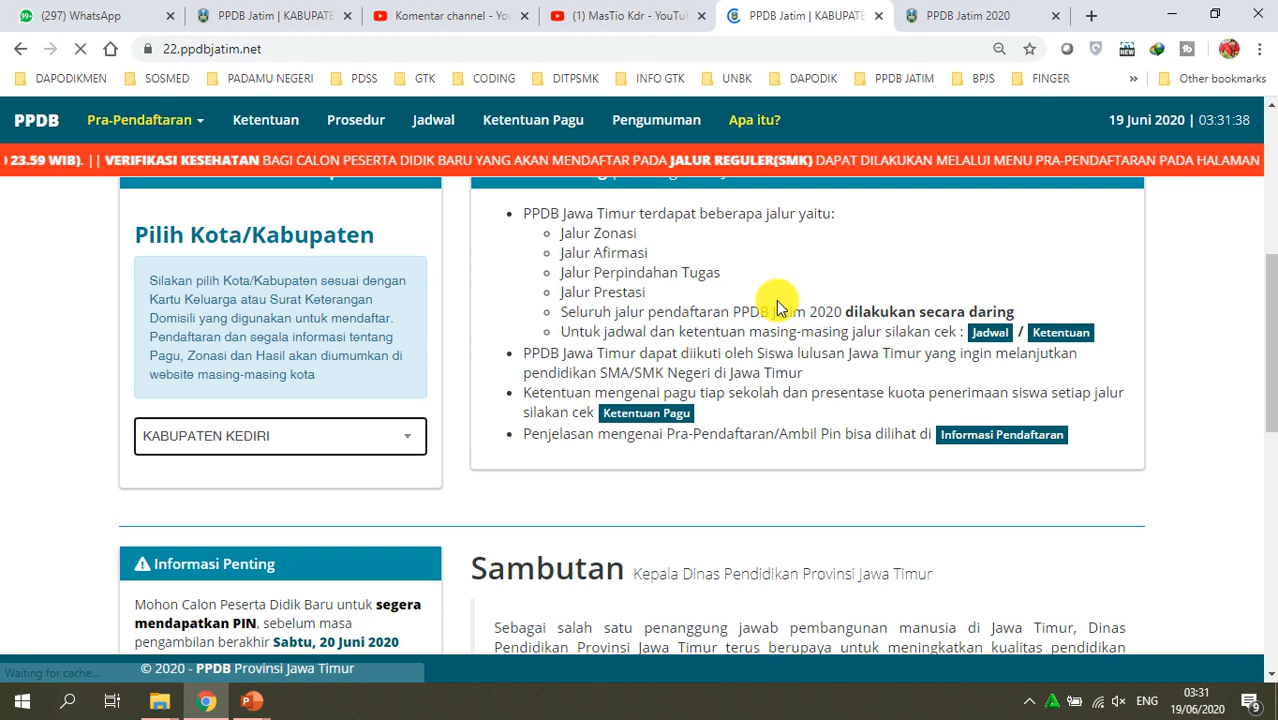 (297) WhatsApp
PPDB Jatim | KABUPATE
Komentar channel - Yo
(1) MasTio Kdr - YouTub
PPDB Jatim | KABUPATE
PPDB Jatim 2020
22.ppdbjatim.net
DAPODIKMEN
SOSMED
PADAMU NEGERI
PDSS
GTK
CODING
DITPSMK
INFO GTK
UNBK
DAPODIK
PPDB JATIM
BPJS
FINGER
»
Other bookmarks
PPDB
Pra-Pendaftaran
Ketentuan
Prosedur
Jadwal
Ketentuan Pagu
Pengumuman
Apa itu?
19 Juni 2020 | 03:31:38
23.59 WIB). || VERIFIKASI KESEHATAN BAGI CALON PESERTA DIDIK BARU YANG AKAN MENDAFTAR PADA JALUR REGULER(SMK) DAPAT DILAKUKAN MELALUI MENU PRA-PENDAFTARAN PADA HALAMAN
Pilih Kota/Kabupaten
Silakan pilih Kota/Kabupaten sesuai dengan
Kartu Keluarga atau Surat Keterangan
Domisili yang digunakan untuk mendaftar.
Pendaftaran dan segala informasi tentang
Pagu, Zonasi dan Hasil akan diumumkan di
website masing-masing kota
KABUPATEN KEDIRI
• PPDB Jawa Timur terdapat beberapa jalur yaitu:
Jalur Zonasi
Jalur Afirmasi
Jalur Perpindahan Tugas
Jalur Prestasi
Seluruh jalur pendaftaran PPDB Jatim 2020 dilakukan secara daring
Untuk jadwal dan ketentuan masing-masing jalur silakan cek : Jadwal / Ketentuan
• PPDB Jawa Timur dapat diikuti oleh Siswa lulusan Jawa Timur yang ingin melanjutkan
pendidikan SMA/SMK Negeri di Jawa Timur
• Ketentuan mengenai pagu tiap sekolah dan presentase kuota penerimaan siswa setiap jalur
silakan cek Ketentuan Pagu
• Penjelasan mengenai Pra-Pendaftaran/Ambil Pin bisa dilihat di Informasi Pendaftaran
Informasi Penting
Mohon Calon Peserta Didik Baru untuk segera
mendapatkan PIN, sebelum masa
pengambilan berakhir Sabtu, 20 Juni 2020
Sambutan Kepala Dinas Pendidikan Provinsi Jawa Timur
Sebagai salah satu penanggung jawab pembangunan manusia di Jawa Timur, Dinas
Pendidikan Provinsi Jawa Timur terus berupaya untuk meningkatkan kualitas pendidikan
Waiting for cache...
© 2020 - PPDB Provinsi Jawa Timur
ENG
03:31
19/06/2020
9